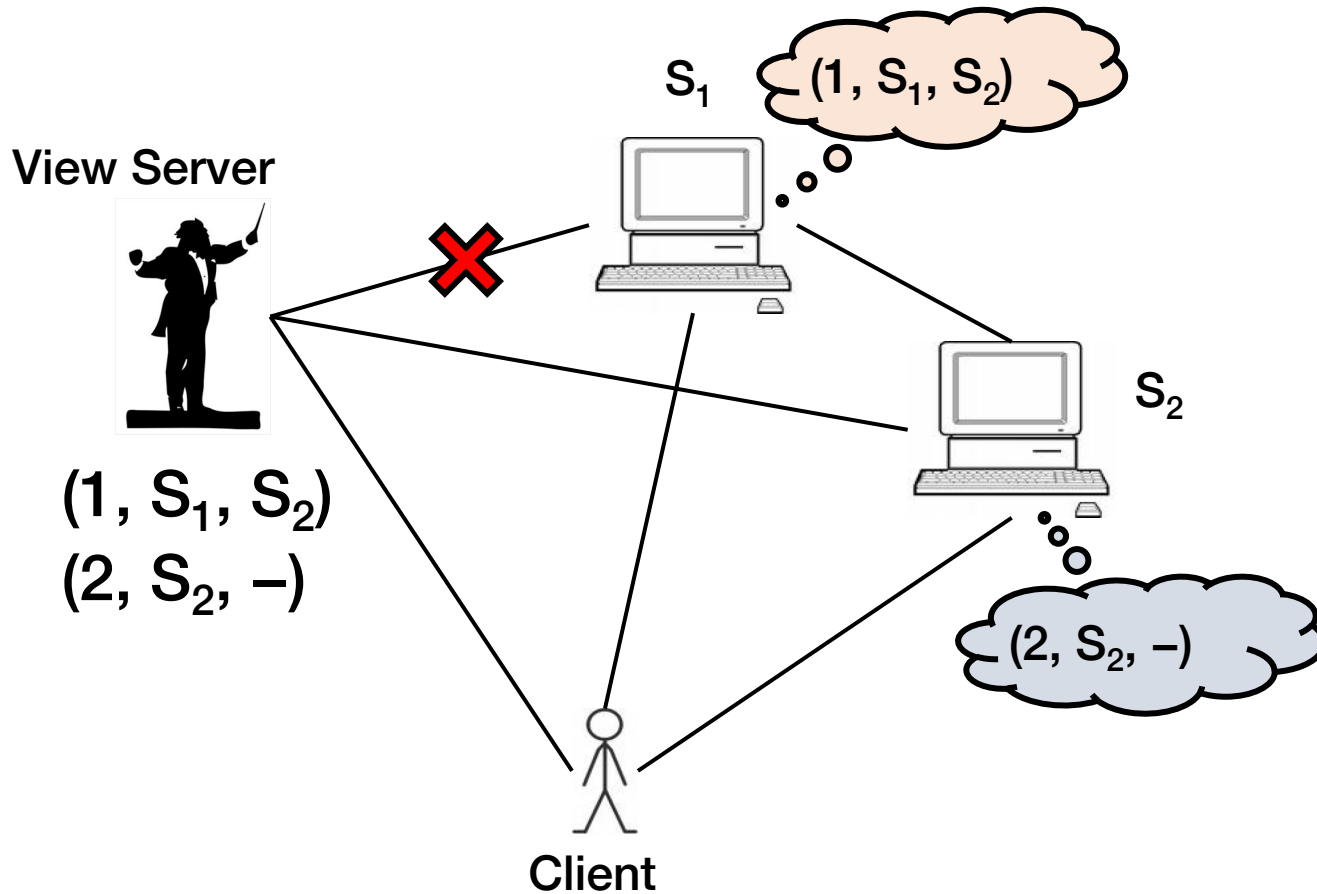 S₁
(1, S₁, S₂)
View Server
S₂
(1, S₁, S₂)
(2, S₂, –)
(2, S₂, –)
Client